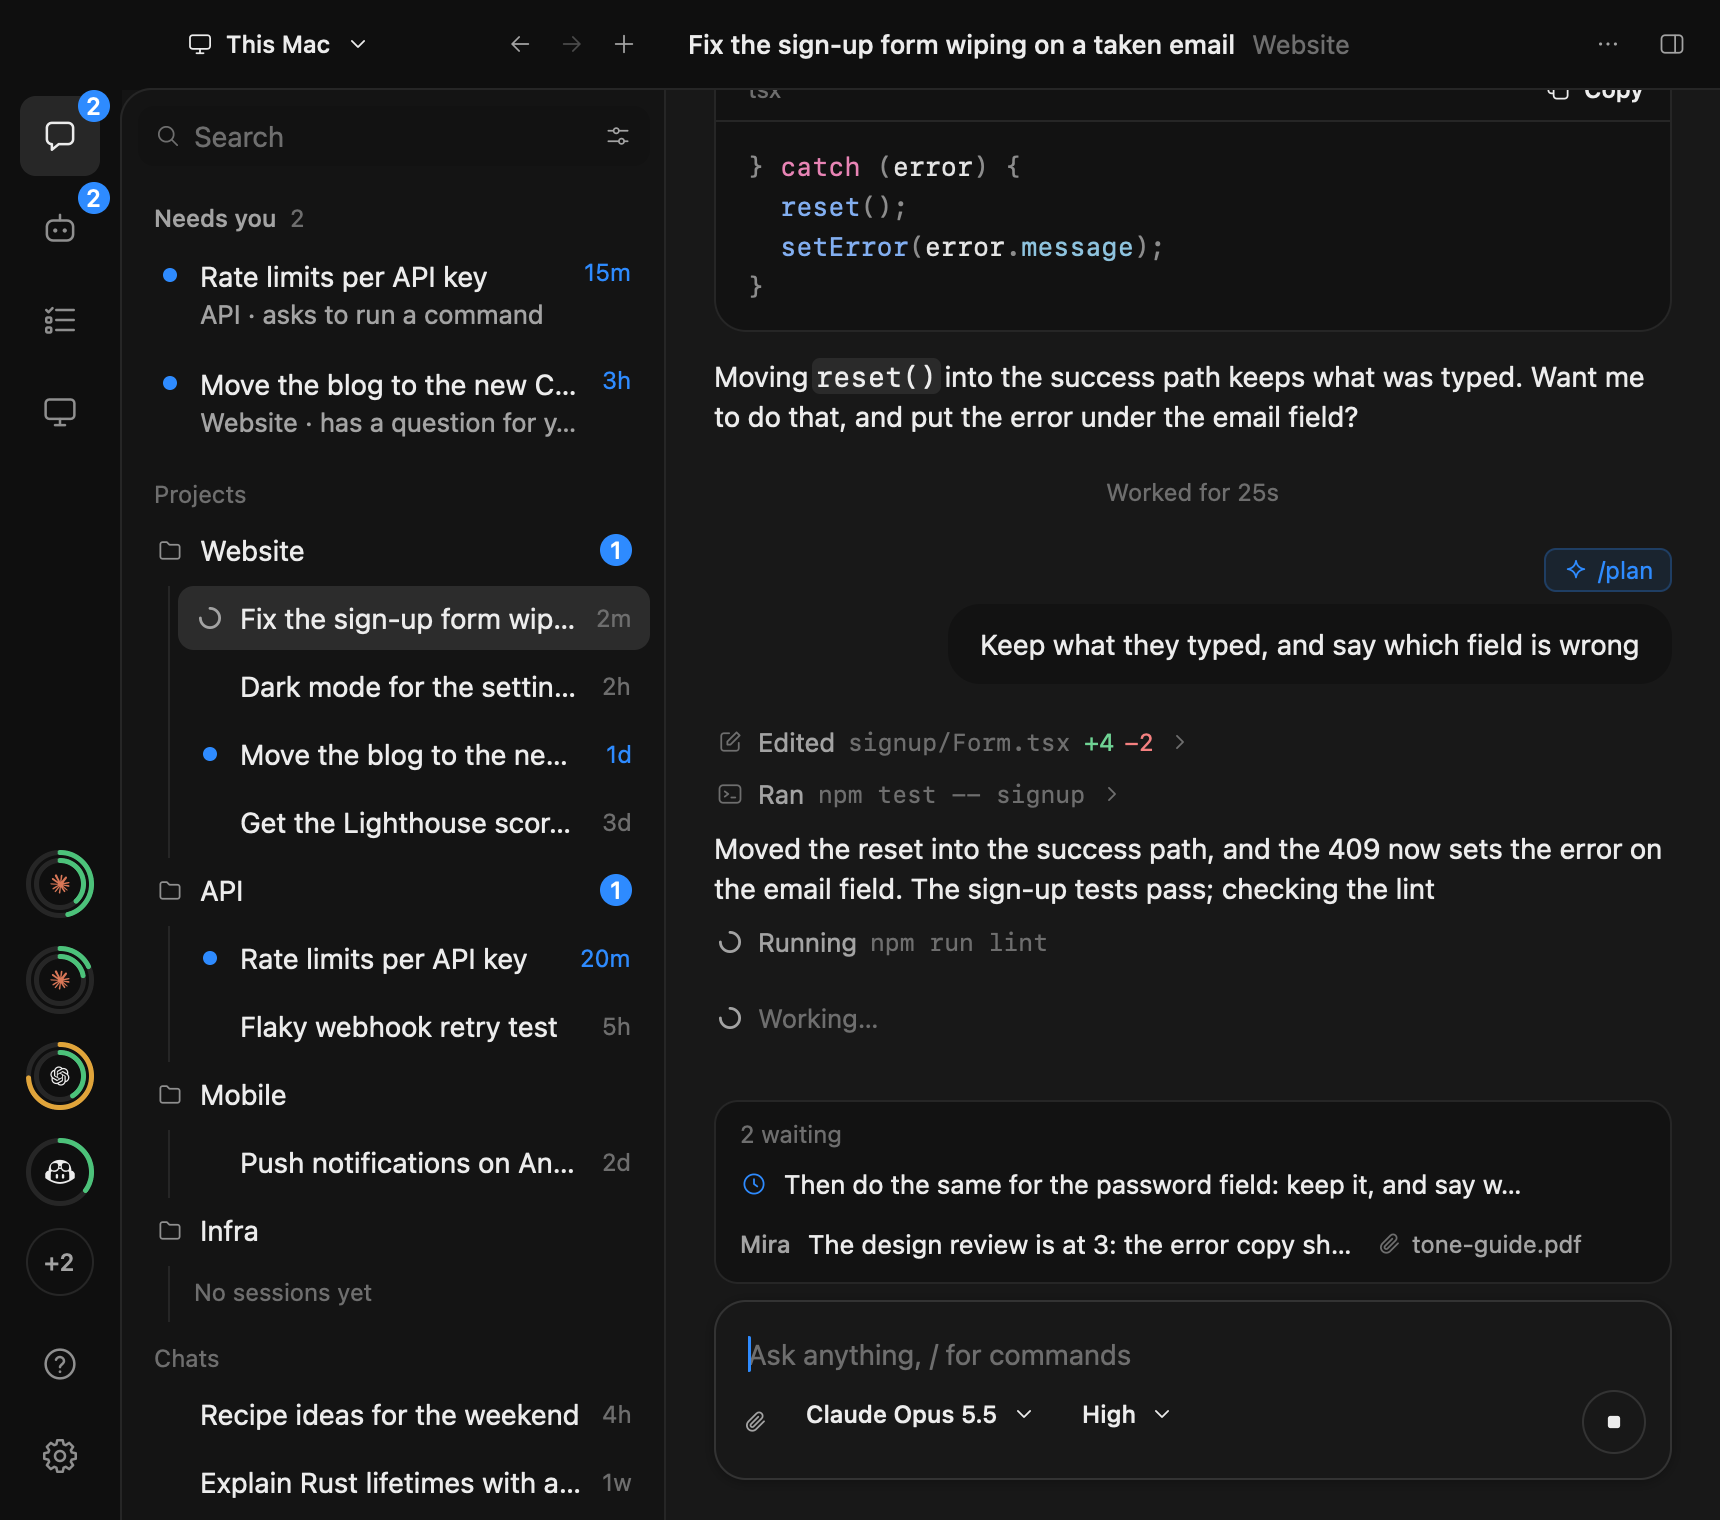 This Mac
Fix the sign-up form wiping on a taken email Website
2
2
Search
Needs you 2
Rate limits per API key 15m
API · asks to run a command
Move the blog to the new C... 3h
Website · has a question for y...
Projects
Website 1
Fix the sign-up form wip... 2m
Dark mode for the settin... 2h
Move the blog to the ne... 1d
Get the Lighthouse scor... 3d
API 1
Rate limits per API key 20m
Flaky webhook retry test 5h
Mobile
Push notifications on An... 2d
Infra
No sessions yet
Chats
Recipe ideas for the weekend 4h
Explain Rust lifetimes with a... 1w
+2
tsx Copy
} catch (error) {
reset();
setError(error.message);
}
Moving reset() into the success path keeps what was typed. Want me
to do that, and put the error under the email field?
Worked for 25s
/plan
Keep what they typed, and say which field is wrong
Edited signup/Form.tsx +4 −2
Ran npm test -- signup
Moved the reset into the success path, and the 409 now sets the error on
the email field. The sign-up tests pass; checking the lint
Running npm run lint
Working...
2 waiting
Then do the same for the password field: keep it, and say w...
Mira The design review is at 3: the error copy sh... tone-guide.pdf
Ask anything, / for commands
Claude Opus 5.5 High